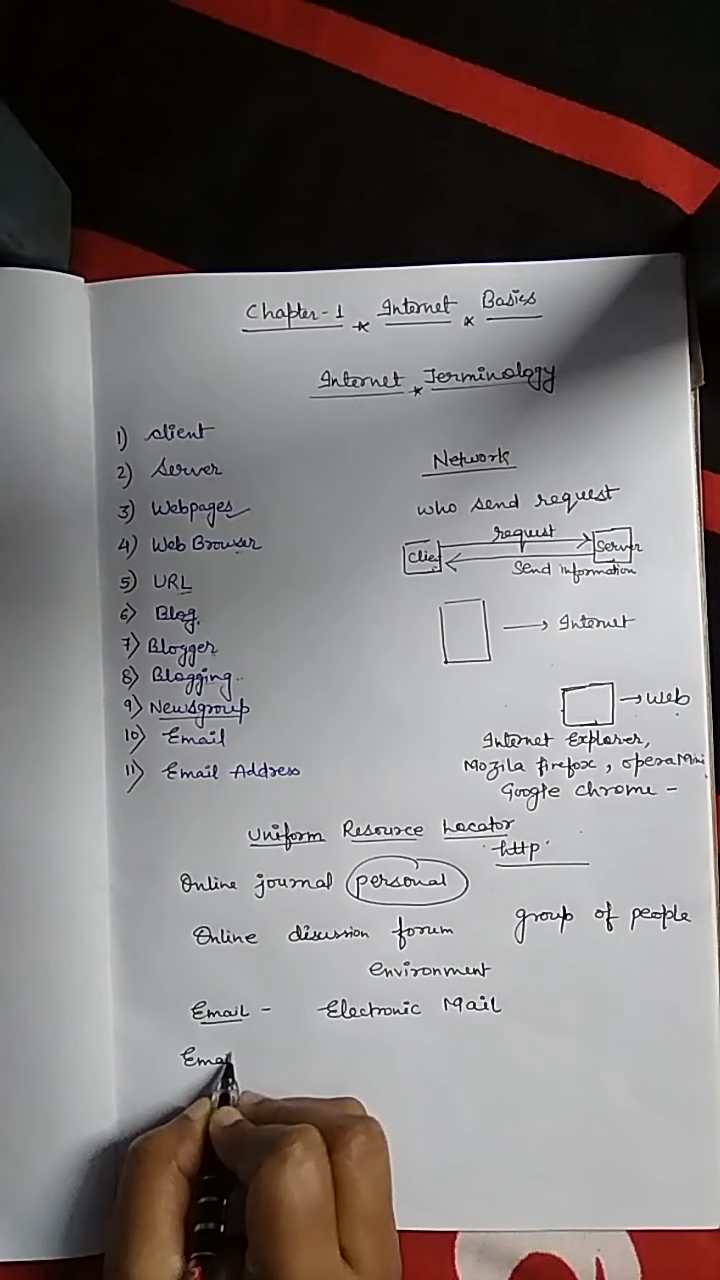 Chapter-1 * Internet * Basics
Internet * Terminology
1) Client
2) Server
3) Webpages
4) Web Browser
5) URL
6) Blog.
7) Blogger
8) Blogging..
9) Newsgroup
10) Email
11) Email Address
Network
who send request
request
Clie Server
Send information
→ Internet
→ Web
Internet Explorer,
Mozila firefox, opera Mini
Google chrome -
Uniform Resource Locator
'http'
Online journal personal
Online disussion forum group of people
environment
Email - Electronic Mail
Emai